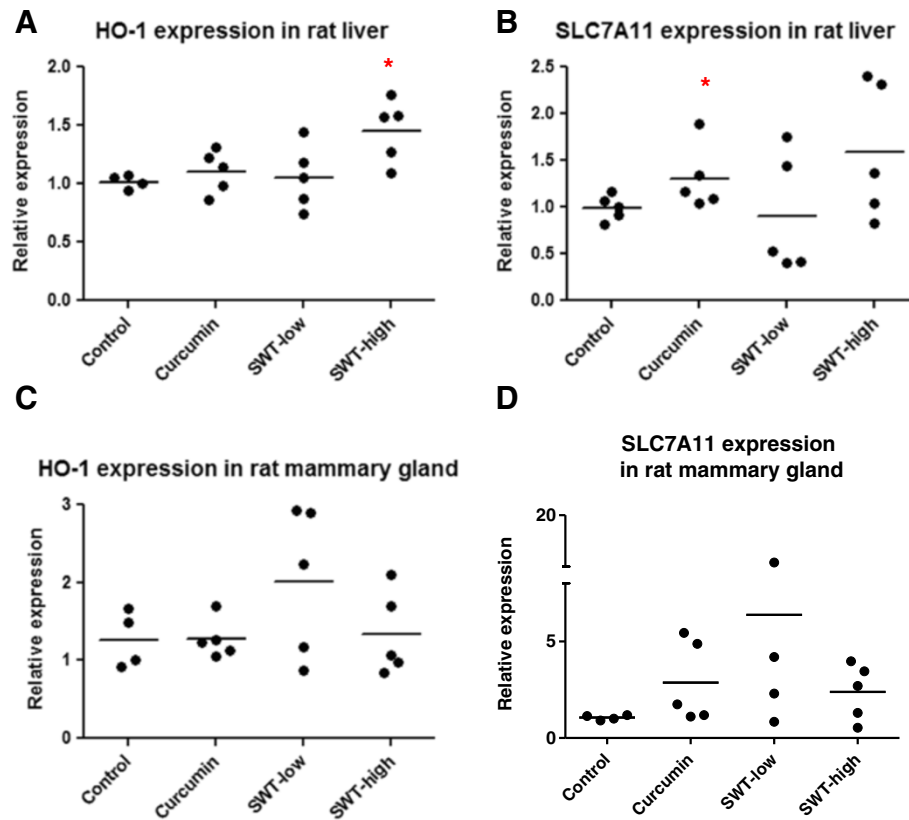 A
HO-1 expression in rat liver
Relative expression
2.0
1.5
1.0
0.5
0.0
*
Control
Curcumin
SWT-low
SWT-high
B
SLC7A11 expression in rat liver
Relative expression
2.5
2.0
1.5
1.0
0.5
0.0
*
Control
Curcumin
SWT-low
SWT-high
C
HO-1 expression in rat mammary gland
Relative expression
3
2
1
0
Control
Curcumin
SWT-low
SWT-high
D
SLC7A11 expression
in rat mammary gland
Relative expression
20
5
0
Control
Curcumin
SWT-low
SWT-high